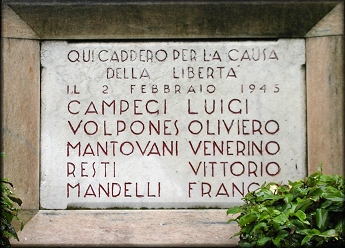 QUI CADDERO PER LA CAUSA
DELLA LIBERTA'
IL 2 FEBBRAIO 1945
CAMPEGI LUIGI
VOLPONES OLIVIERO
MANTOVANI VENERINO
RESTI VITTORIO
MANDELLI